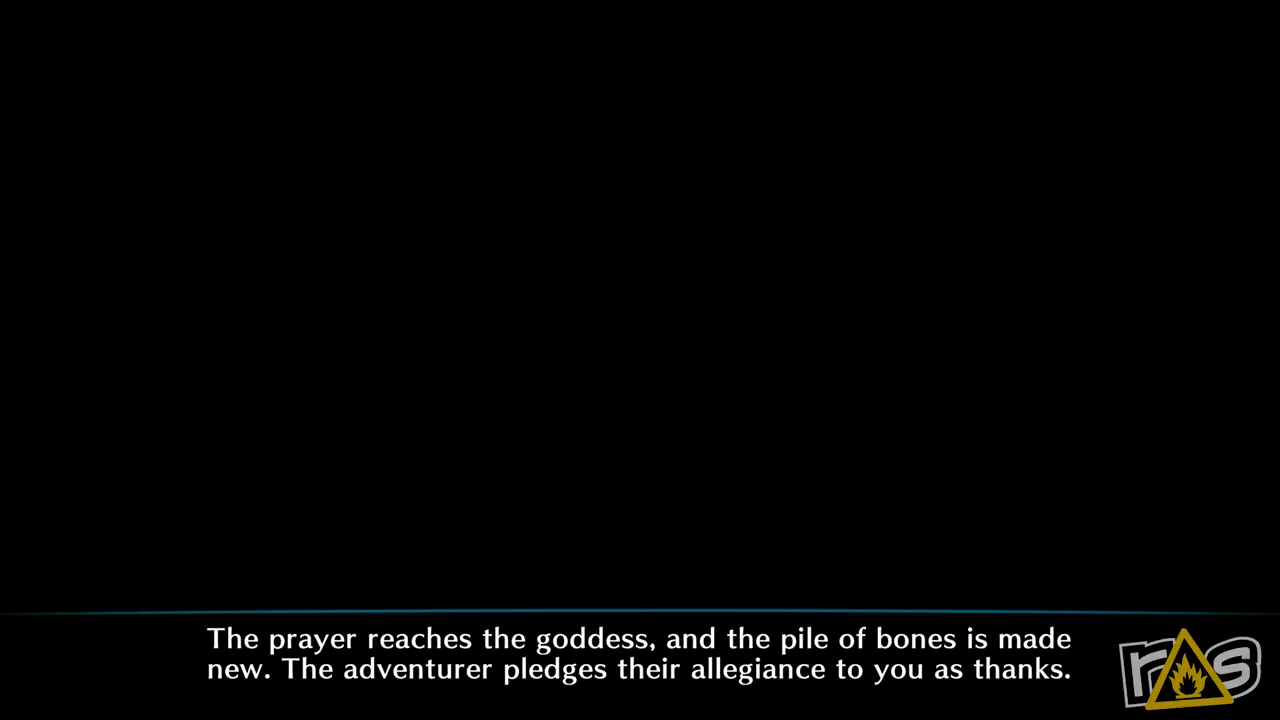 The prayer reaches the goddess, and the pile of bones is made
new. The adventurer pledges their allegiance to you as thanks.